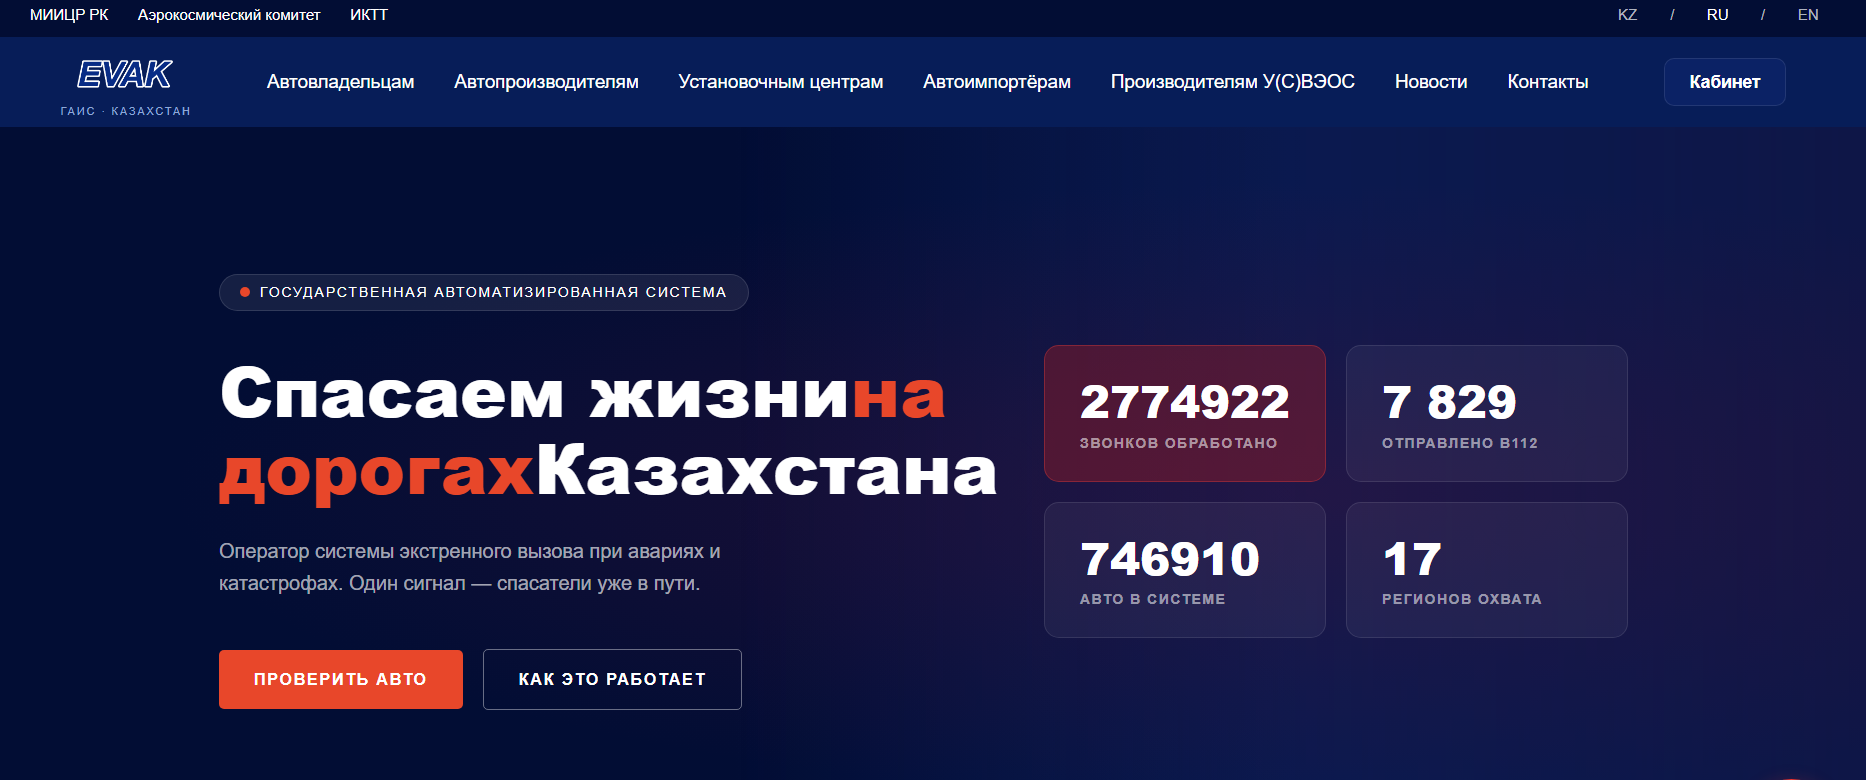 МИИЦР РК Аэрокосмический комитет ИКТТ KZ / RU / EN
EVAK
ГАИС · КАЗАХСТАН
Автовладельцам Автопроизводителям Установочным центрам Автоимпортёрам Производителям У(С)ВЭОС Новости Контакты Кабинет
ГОСУДАРСТВЕННАЯ АВТОМАТИЗИРОВАННАЯ СИСТЕМА
Спасаем жизнина
дорогахКазахстана
Оператор системы экстренного вызова при авариях и
катастрофах. Один сигнал — спасатели уже в пути.
ПРОВЕРИТЬ АВТО КАК ЭТО РАБОТАЕТ
2774922
ЗВОНКОВ ОБРАБОТАНО
7 829
ОТПРАВЛЕНО В112
746910
АВТО В СИСТЕМЕ
17
РЕГИОНОВ ОХВАТА